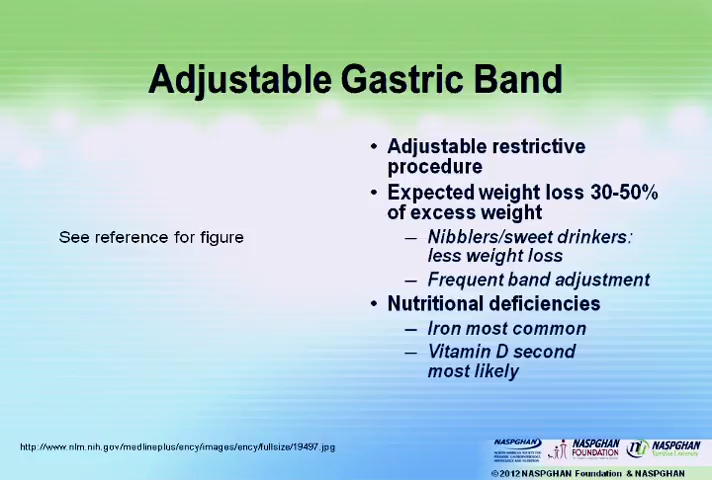 Adjustable Gastric Band
• Adjustable restrictive
procedure
• Expected weight loss 30-50%
of excess weight
– Nibblers/sweet drinkers:
less weight loss
– Frequent band adjustment
• Nutritional deficiencies
– Iron most common
– Vitamin D second
most likely
See reference for figure
http://www.nlm.nih.gov/medlineplus/ency/images/ency/fullsize/19497.jpg
NASPGHAN
NASPGHAN
FOUNDATION
NASPGHAN
©2012 NASPGHAN Foundation & NASPGHAN